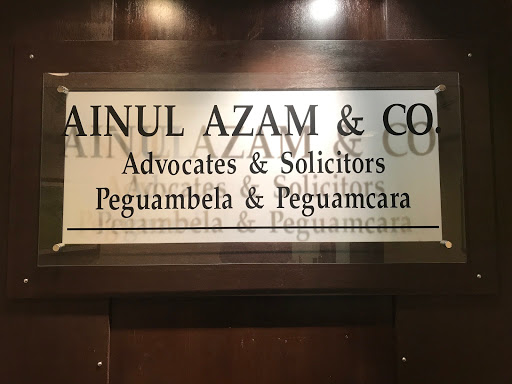 AINUL AZAM & CO.
Advocates & Solicitors
Peguambela & Peguamcara